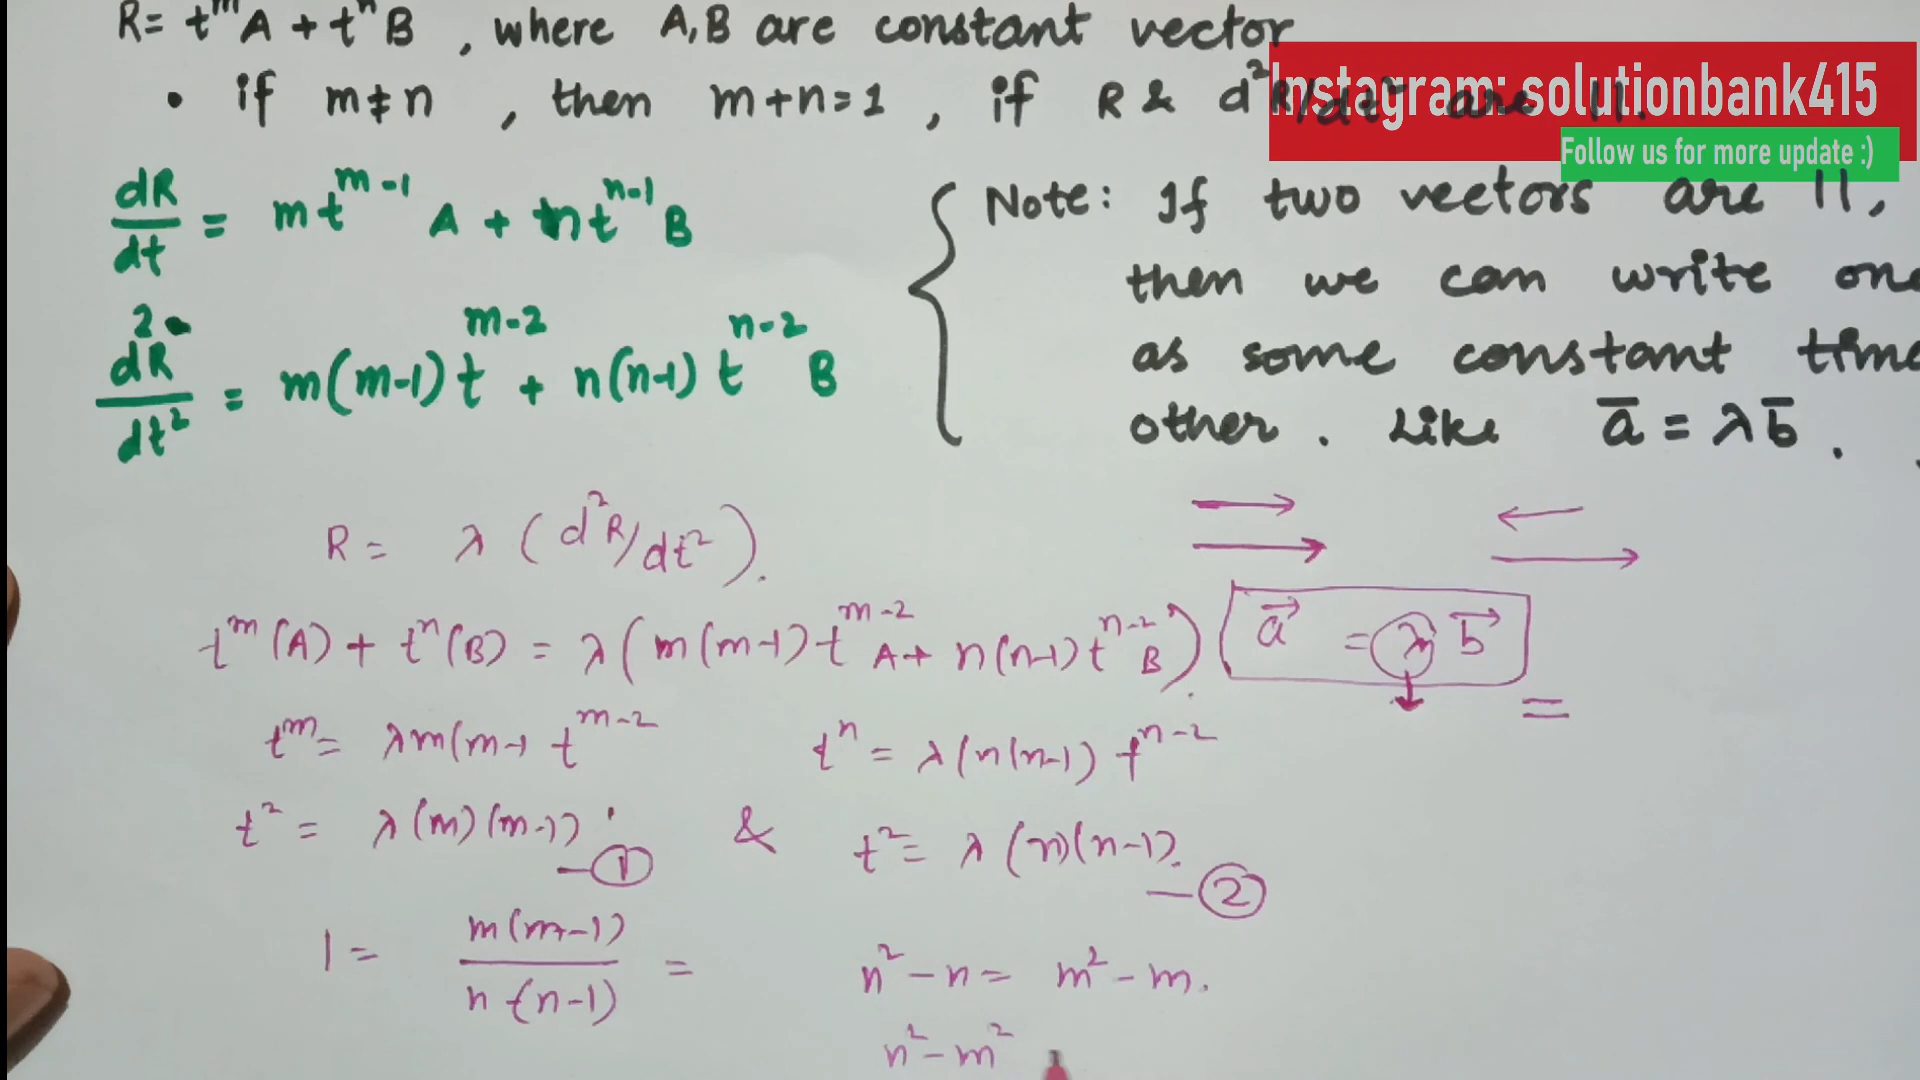 R= t^m A + t^n B , where A,B are constant vector
• if m≠n , then m+n=1 , if R & d²R/dt² are ||.
Instagram: solutionbank415
Follow us for more update :)
dR/dt = mt^(m-1) A + nt^(n-1) B
d²R/dt² = m(m-1)t^(m-2) + n(n-1) t^(n-2) B
Note: If two vectors are ||,
then we can write
as some constant
other . Like a̅ = λb̅ .
R = λ (d²R/dt²).
t^m (A) + t^n (B) = λ(m(m-1)t^(m-2) A + n(n-1)t^(n-2) B).
a⃗ = λ b⃗
=
t^m = λm(m-1 t^(m-2)
t^n = λ(n(n-1) t^(n-2)
t² = λ(m)(m-1) —①
&
t² = λ(n)(n-1). —②
1 = m(m-1)/n(n-1) =
n² - n = m² - m.
n² - m²